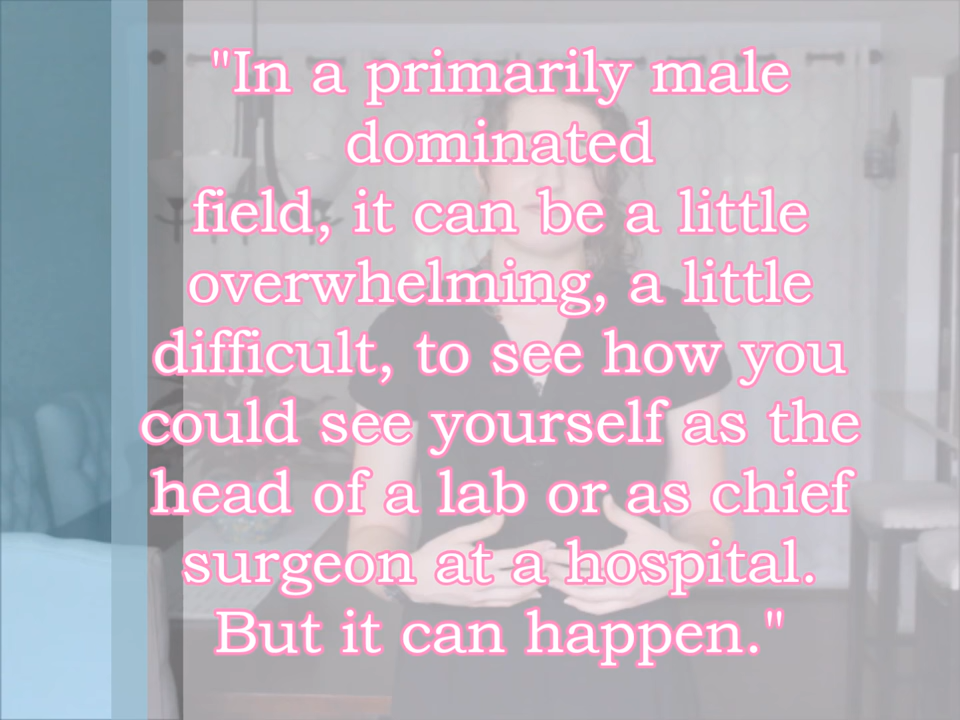 "In a primarily male
dominated
field, it can be a little
overwhelming, a little
difficult, to see how you
could see yourself as the
head of a lab or as chief
surgeon at a hospital.
But it can happen."